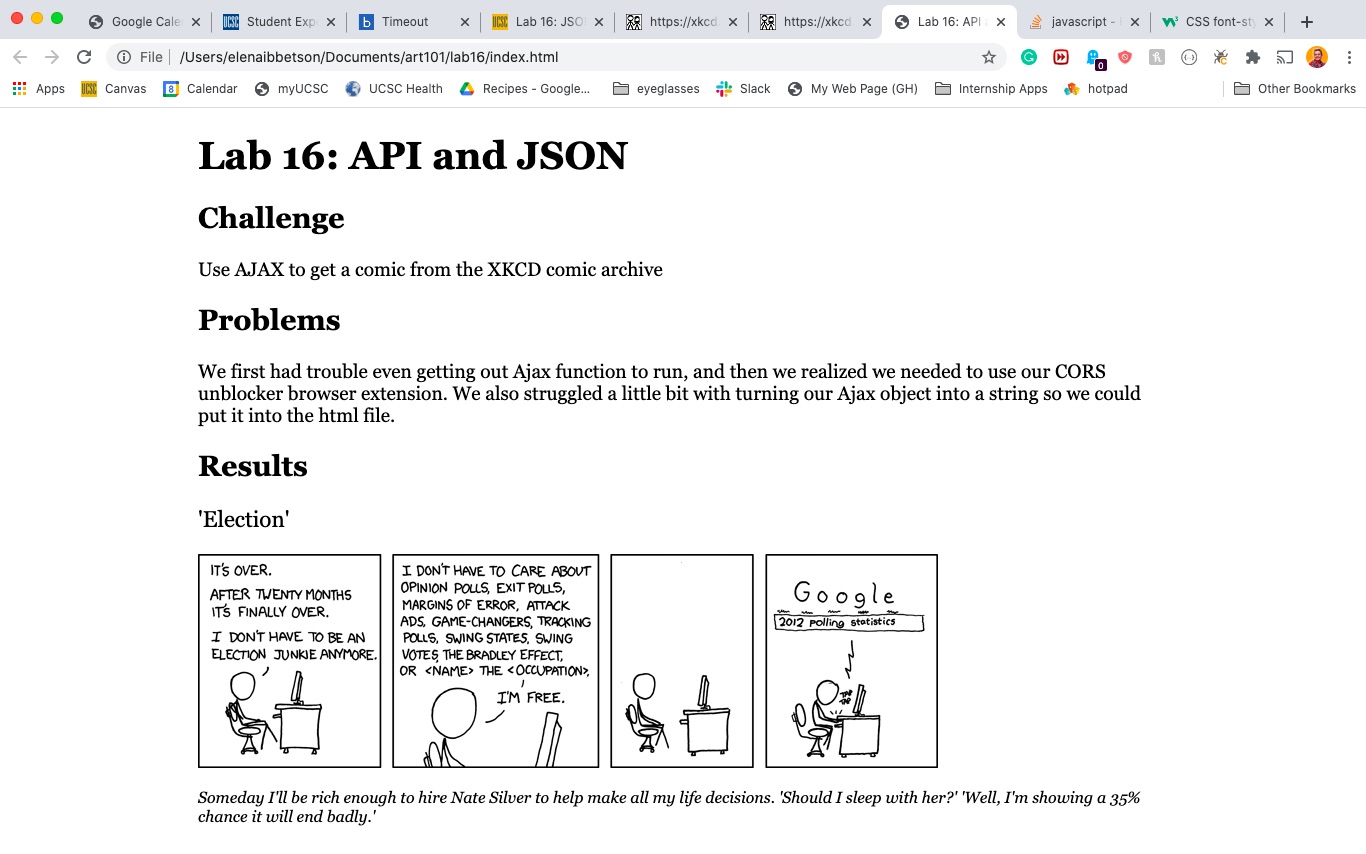 Google Cale
Student Exp
Timeout
Lab 16: JSO
https://xkcd.
https://xkcd
Lab 16: API
javascript -
CSS font-sty
File | /Users/elenaibbetson/Documents/art101/lab16/index.html
0
Apps
UCSC
Canvas
8
Calendar
myUCSC
UCSC Health
Recipes - Google...
eyeglasses
Slack
My Web Page (GH)
Internship Apps
hotpad
Other Bookmarks
Lab 16: API and JSON
Challenge
Use AJAX to get a comic from the XKCD comic archive
Problems
We first had trouble even getting out Ajax function to run, and then we realized we needed to use our CORS
unblocker browser extension. We also struggled a little bit with turning our Ajax object into a string so we could
put it into the html file.
Results
'Election'
IT'S OVER.
AFTER TWENTY MONTHS
IT'S FINALLY OVER.
I DON'T HAVE TO BE AN
ELECTION JUNKIE ANYMORE.
I DON'T HAVE TO CARE ABOUT
OPINION POLLS, EXIT POLLS,
MARGINS OF ERROR, ATTACK
ADS, GAME-CHANGERS, TRACKING
POLLS, SWING STATES, SWING
VOTES, THE BRADLEY EFFECT,
OR <NAME> THE <OCCUPATION>.
I'M FREE.
Google
2012 polling statistics
TAP
TAP
Someday I'll be rich enough to hire Nate Silver to help make all my life decisions. 'Should I sleep with her?' 'Well, I'm showing a 35%
chance it will end badly.'